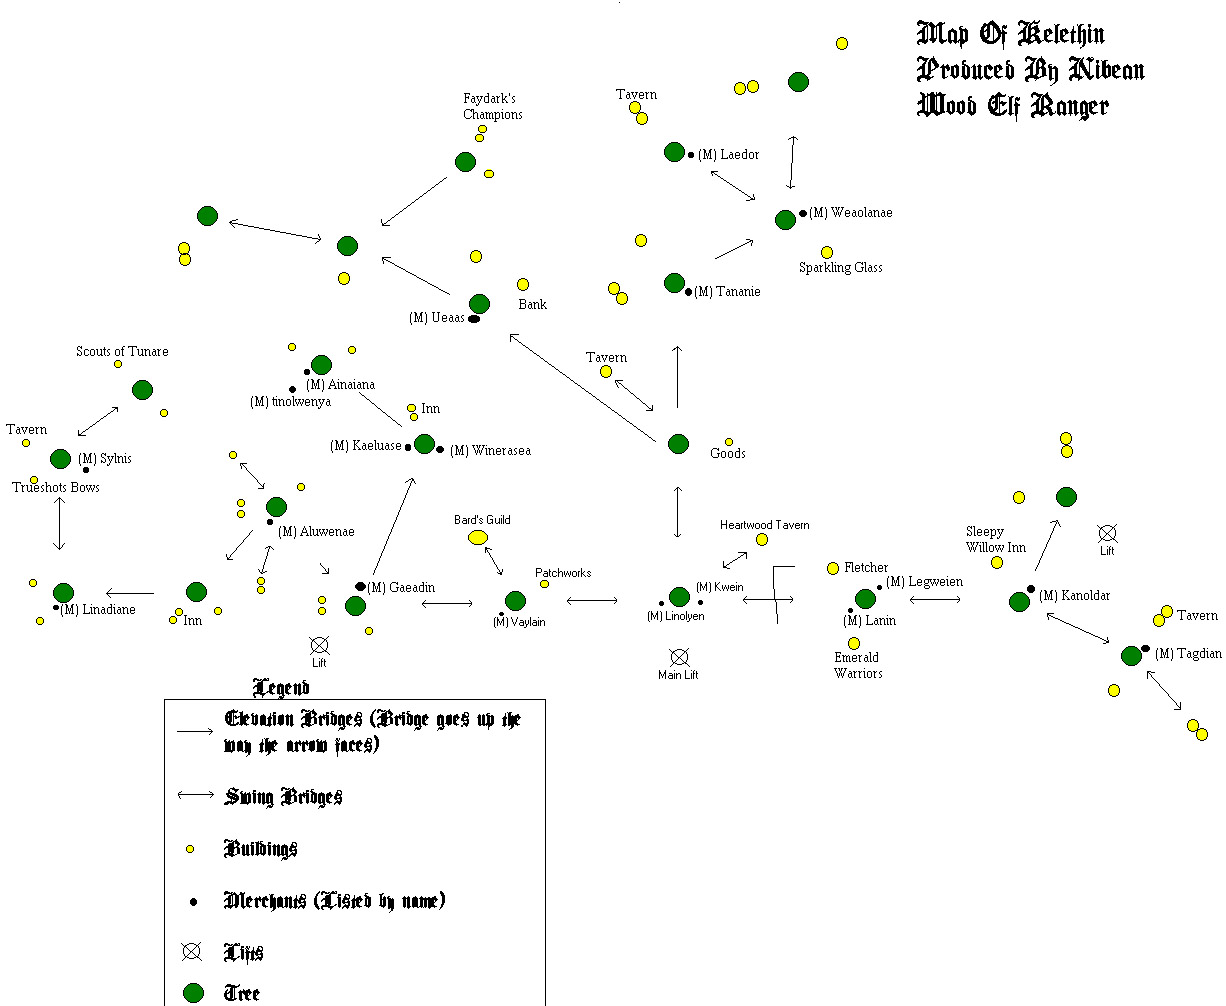 Map Of Kelethin
Produced By Nibean
Wood Elf Ranger
Faydark's
Champions
Tavern
(M) Laedor
(M) Weaolanae
Sparkling Glass
(M) Tananie
Bank
(M) Ueaas
Scouts of Tunare
(M) Ainaiana
(M) tinolwenya
Tavern
Inn
Tavern
(M) Sylnis
Trueshots Bows
(M) Kaeluase
(M) Winerasea
Goods
(M) Aluwenae
Bard's Guild
Heartwood Tavern
Sleepy
Willow Inn
Lift
Patchworks
Fletcher
(M) Linadiane
Inn
(M) Gaeadin
(M) Vaylain
(M) Kwein
(M) Linolyen
(M) Legweien
(M) Lanin
(M) Kanoldar
Tavern
(M) Tagdian
Lift
Main Lift
Emerald
Warriors
Legend
Elevation Bridges (Bridge goes up the
way the arrow faces)
Swing Bridges
Buildings
Merchants (Listed by name)
Lifts
Tree